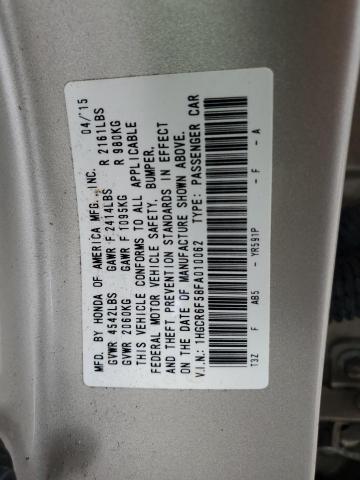 MFD. BY HONDA OF AMERICA MFG., INC. 04/15
GVWR 4542LBS GAWR F 2414LBS R 2161LBS
GVWR 2060KG GAWR F 1095KG R 980KG
THIS VEHICLE CONFORMS TO ALL APPLICABLE
FEDERAL MOTOR VEHICLE SAFETY, BUMPER,
AND THEFT PREVENTION STANDARDS IN EFFECT
ON THE DATE OF MANUFACTURE SHOWN ABOVE.
V.I.N.: 1HGCR6F58FA010062 TYPE: PASSENGER CAR
T3Z F AB5 - YR591P - F - A